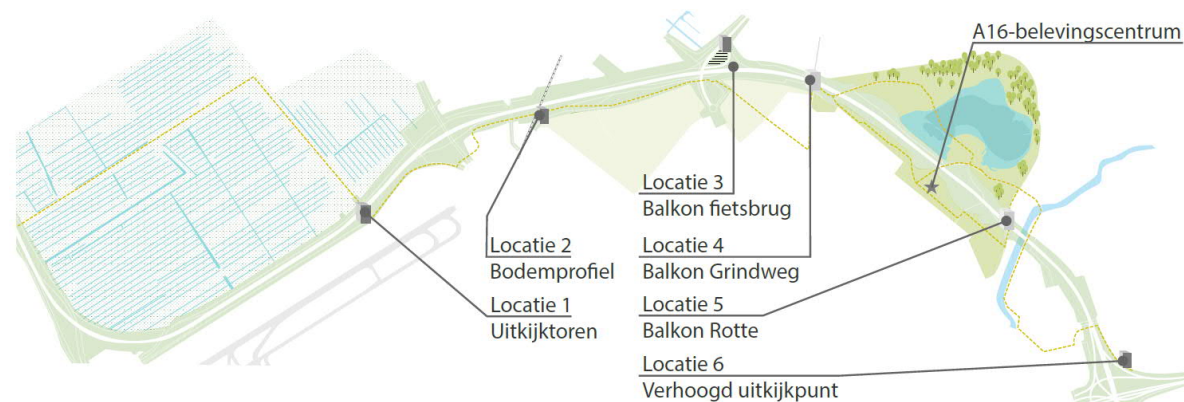 A16-belevingscentrum
Locatie 3
Balkon fietsbrug
Locatie 2
Bodemprofiel
Locatie 4
Balkon Grindweg
Locatie 1
Uitkijktoren
Locatie 5
Balkon Rotte
Locatie 6
Verhoogd uitkijkpunt